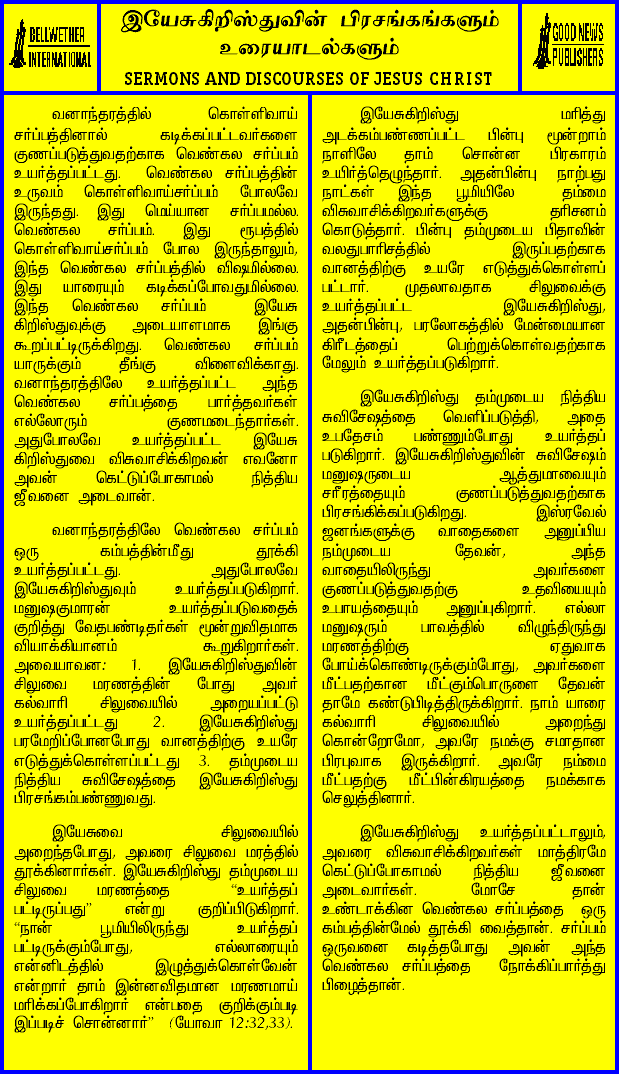 BELLWETHER
INTERNATIONAL
இயேசுகிறிஸ்துவின் பிரசங்கங்களும்
உரையாடல்களும்
SERMONS AND DISCOURSES OF JESUS CHRIST
GOOD NEWS
PUBLISHERS
வனாந்தரத்தில் கொள்ளிவாய்
சர்ப்பத்தினால் கடிக்கப்பட்டவர்களை
குணப்படுத்துவதற்காக வெண்கல சர்ப்பம்
உயர்த்தப்பட்டது. வெண்கல சர்ப்பத்தின்
உருவம் கொள்ளிவாய்சர்ப்பம் போலவே
இருந்தது. இது மெய்யான சர்ப்பமல்ல.
வெண்கல சர்ப்பம். இது ரூபத்தில்
கொள்ளிவாய்சர்ப்பம் போல இருந்தாலும்,
இந்த வெண்கல சர்ப்பத்தில் விஷமில்லை.
இது யாரையும் கடிக்கப்போவதுமில்லை.
இந்த வெண்கல சர்ப்பம் இயேசு
கிறிஸ்துவுக்கு அடையாளமாக இங்கு
கூறப்பட்டிருக்கிறது. வெண்கல சர்ப்பம்
யாருக்கும் தீங்கு விளைவிக்காது.
வனாந்தரத்திலே உயர்த்தப்பட்ட அந்த
வெண்கல சர்ப்பத்தை பார்த்தவர்கள்
எல்லோரும் குணமடைந்தார்கள்.
அதுபோலவே உயர்த்தப்பட்ட இயேசு
கிறிஸ்துவை விசுவாசிக்கிறவன் எவனோ
அவன் கெட்டுப்போகாமல் நித்திய
ஜீவனை அடைவான்.
வனாந்தரத்திலே வெண்கல சர்ப்பம்
ஒரு கம்பத்தின்மீது தூக்கி
உயர்த்தப்பட்டது. அதுபோலவே
இயேசுகிறிஸ்துவும் உயர்த்தப்படுகிறார்.
மனுஷகுமாரன் உயர்த்தப்படுவதைக்
குறித்து வேதபண்டிதர்கள் மூன்றுவிதமாக
வியாக்கியானம் கூறுகிறார்கள்.
அவையாவன: 1. இயேசுகிறிஸ்துவின்
சிலுவை மரணத்தின் போது அவர்
கல்வாரி சிலுவையில் அறையப்பட்டு
உயர்த்தப்பட்டது 2. இயேசுகிறிஸ்து
பரமேறிப்போனபோது வானத்திற்கு உயரே
எடுத்துக்கொள்ளப்பட்டது 3. தம்முடைய
நித்திய சுவிசேஷத்தை இயேசுகிறிஸ்து
பிரசங்கம்பண்ணுவது.
இயேசுவை சிலுவையில்
அறைந்தபோது, அவரை சிலுவை மரத்தில்
தூக்கினார்கள். இயேசுகிறிஸ்து தம்முடைய
சிலுவை மரணத்தை "உயர்த்தப்
பட்டிருப்பது" என்று குறிப்பிடுகிறார்.
"நான் பூமியிலிருந்து உயர்த்தப்
பட்டிருக்கும்போது, எல்லாரையும்
என்னிடத்தில் இழுத்துக்கொள்வேன்
என்றார் தாம் இன்னவிதமான மரணமாய்
மரிக்கப்போகிறார் என்பதை குறிக்கும்படி
இப்படிச் சொன்னார்" (யோவா 12:32,33).
இயேசுகிறிஸ்து மரித்து
அடக்கம்பண்ணப்பட்ட பின்பு மூன்றாம்
நாளிலே தாம் சொன்ன பிரகாரம்
உயிர்த்தெழுந்தார். அதன்பின்பு நாற்பது
நாட்கள் இந்த பூமியிலே தம்மை
விசுவாசிக்கிறவர்களுக்கு தரிசனம்
கொடுத்தார். பின்பு தம்முடைய பிதாவின்
வலதுபாரிசத்தில் இருப்பதற்காக
வானத்திற்கு உயரே எடுத்துக்கொள்ளப்
பட்டார். முதலாவதாக சிலுவைக்கு
உயர்த்தப்பட்ட இயேசுகிறிஸ்து,
அதன்பின்பு, பரலோகத்தில் மேன்மையான
கிரீடத்தைப் பெற்றுக்கொள்வதற்காக
மேலும் உயர்த்தப்படுகிறார்.
இயேசுகிறிஸ்து தம்முடைய நித்திய
சுவிசேஷத்தை வெளிப்படுத்தி, அதை
உபதேசம் பண்ணும்போது உயர்த்தப்
படுகிறார். இயேசுகிறிஸ்துவின் சுவிசேஷம்
மனுஷருடைய ஆத்துமாவையும்
சரீரத்தையும் குணப்படுத்துவதற்காக
பிரசங்கிக்கப்படுகிறது. இஸ்ரவேல்
ஜனங்களுக்கு வாதைகளை அனுப்பிய
நம்முடைய தேவன், அந்த
வாதையிலிருந்து அவர்களை
குணப்படுத்துவதற்கு உதவியையும்
உபாயத்தையும் அனுப்புகிறார். எல்லா
மனுஷரும் பாவத்தில் விழுந்திருந்து
மரணத்திற்கு ஏதுவாக
போய்க்கொண்டிருக்கும்போது, அவர்களை
மீட்பதற்கான மீட்கும்பொருளை தேவன்
தாமே கண்டுபிடித்திருக்கிறார். நாம் யாரை
கல்வாரி சிலுவையில் அறைந்து
கொன்றோமோ, அவரே நமக்கு சமாதான
பிரபுவாக இருக்கிறார். அவரே நம்மை
மீட்பதற்கு மீட்பின்கிரயத்தை நமக்காக
செலுத்தினார்.
இயேசுகிறிஸ்து உயர்த்தப்பட்டாலும்,
அவரை விசுவாசிக்கிறவர்கள் மாத்திரமே
கெட்டுப்போகாமல் நித்திய ஜீவனை
அடைவார்கள். மோசே தான்
உண்டாக்கின வெண்கல சர்ப்பத்தை ஒரு
கம்பத்தின்மேல் தூக்கி வைத்தான். சர்ப்பம்
ஒருவனை கடித்தபோது அவன் அந்த
வெண்கல சர்ப்பத்தை நோக்கிப்பார்த்து
பிழைத்தான்.